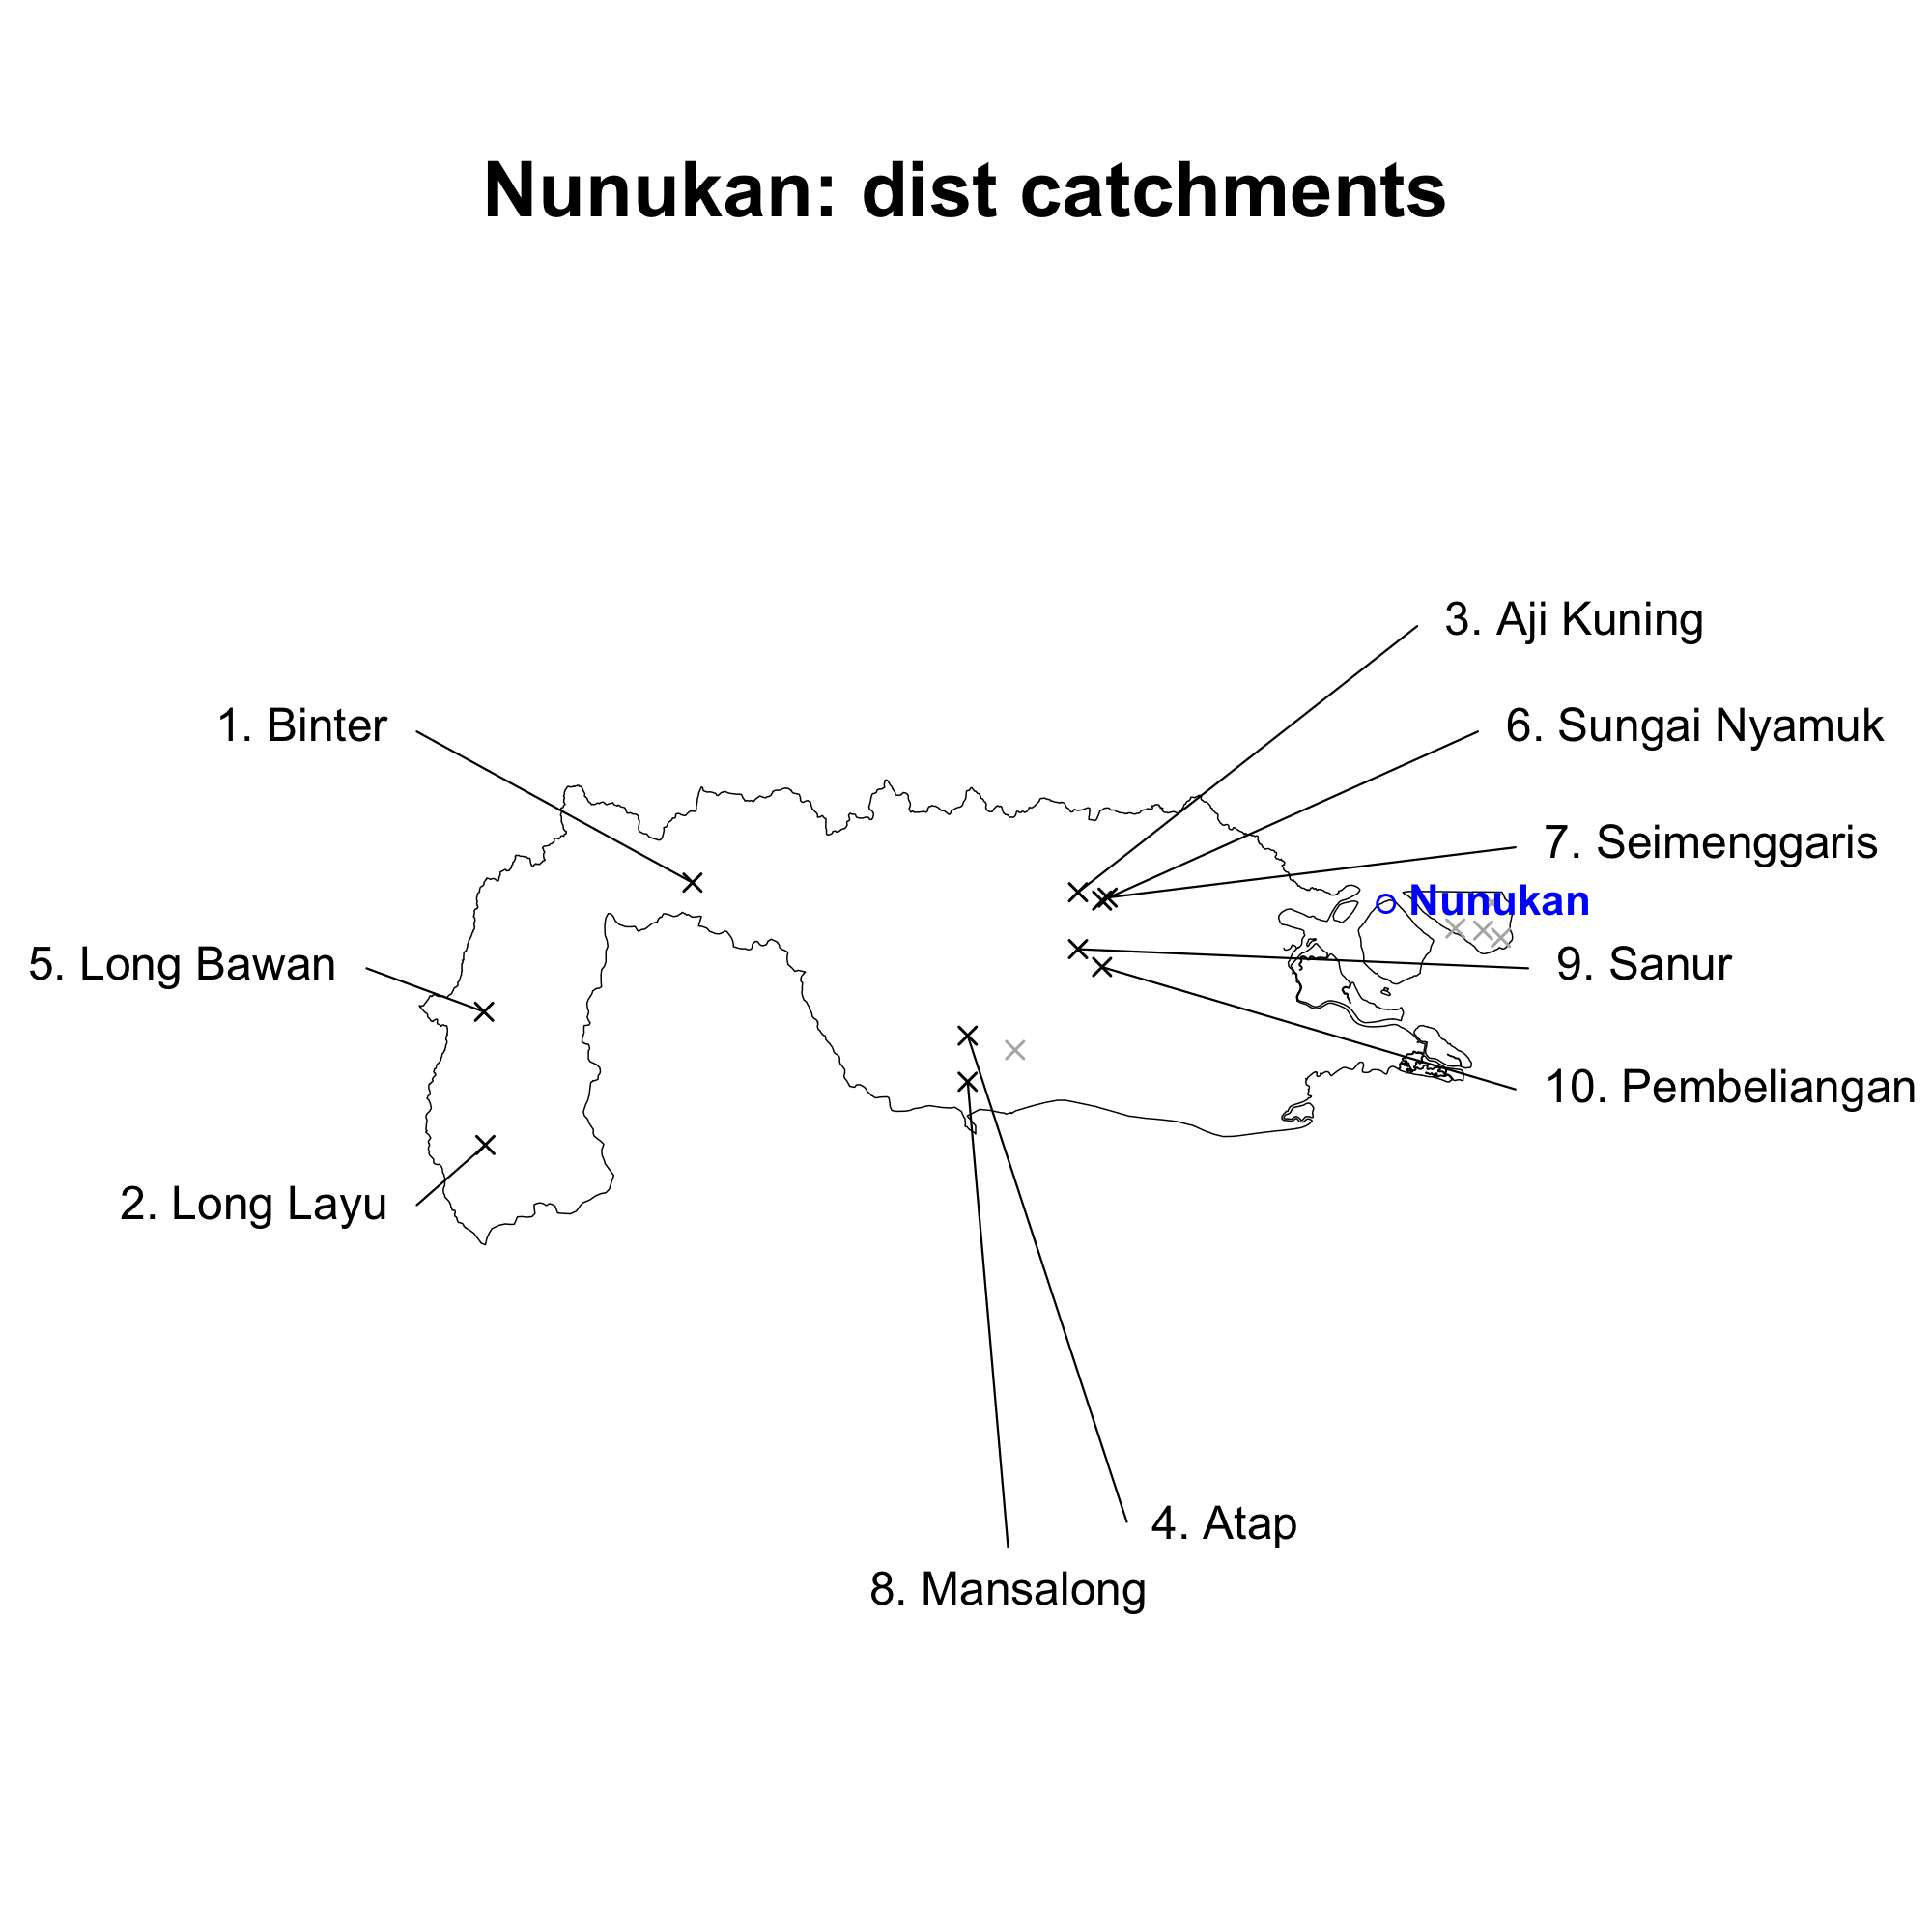 Nunukan: dist catchments
3. Aji Kuning
1. Binter
6. Sungai Nyamuk
7. Seimenggaris
Nunukan
5. Long Bawan
9. Sanur
10. Pembeliangan
2. Long Layu
4. Atap
8. Mansalong